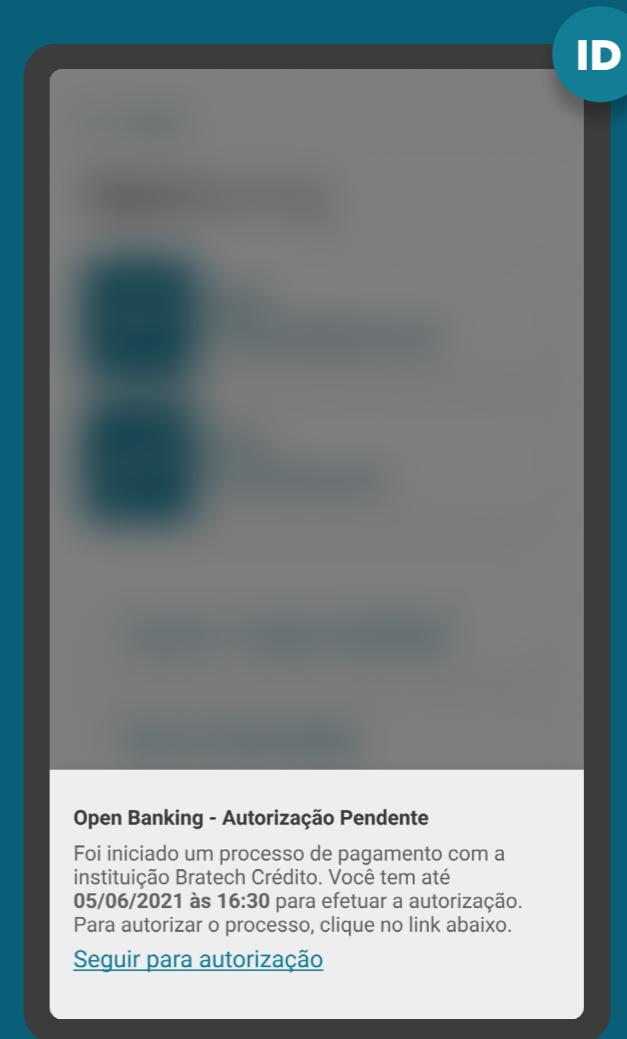 ID
Open Banking - Autorização Pendente
Foi iniciado um processo de pagamento com a
instituição Bratech Crédito. Você tem até
05/06/2021 às 16:30 para efetuar a autorização.
Para autorizar o processo, clique no link abaixo.
Seguir para autorização